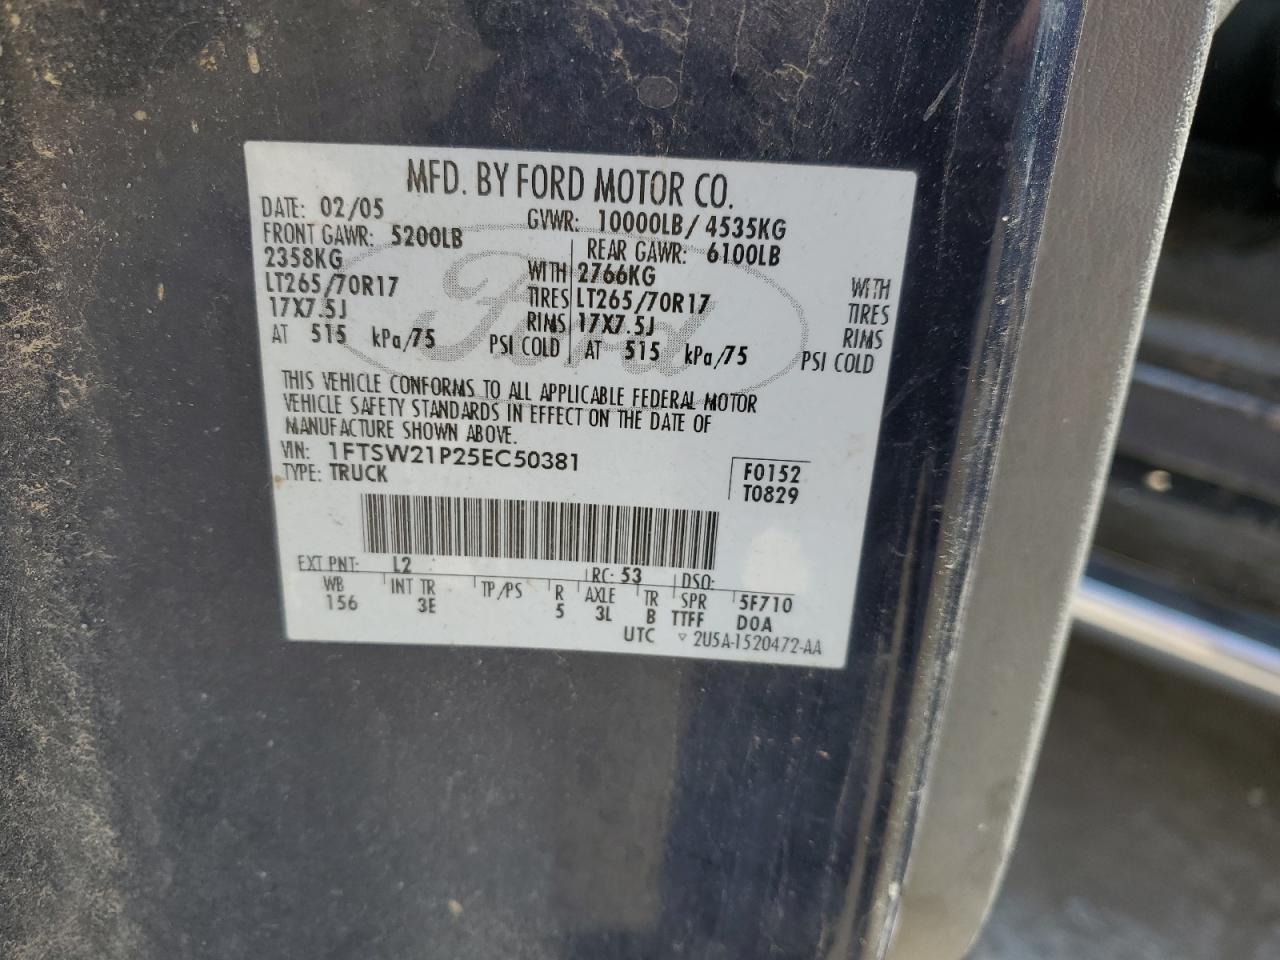 MFD. BY FORD MOTOR CO.
DATE: 02/05 GVWR: 10000LB/ 4535KG
FRONT GAWR: 5200LB REAR GAWR: 6100LB
2358KG WITH 2766KG WITH
LT265/70R17 TIRES LT265/70R17 TIRES
17X7.5J RIMS 17X7.5J RIMS
AT 515 kPa/75 PSI COLD AT 515 kPa/75 PSI COLD
Ford
THIS VEHICLE CONFORMS TO ALL APPLICABLE FEDERAL MOTOR
VEHICLE SAFETY STANDARDS IN EFFECT ON THE DATE OF
MANUFACTURE SHOWN ABOVE.
VIN: 1FTSW21P25EC50381 F0152
TYPE: TRUCK T0829
EXT PNT: L2 RC: 53 DSO:
WB INT TR TP/PS R AXLE TR SPR 5F710
156 3E 5 3L B TTFF D0A
UTC ▽ 2U5A-1520472-AA